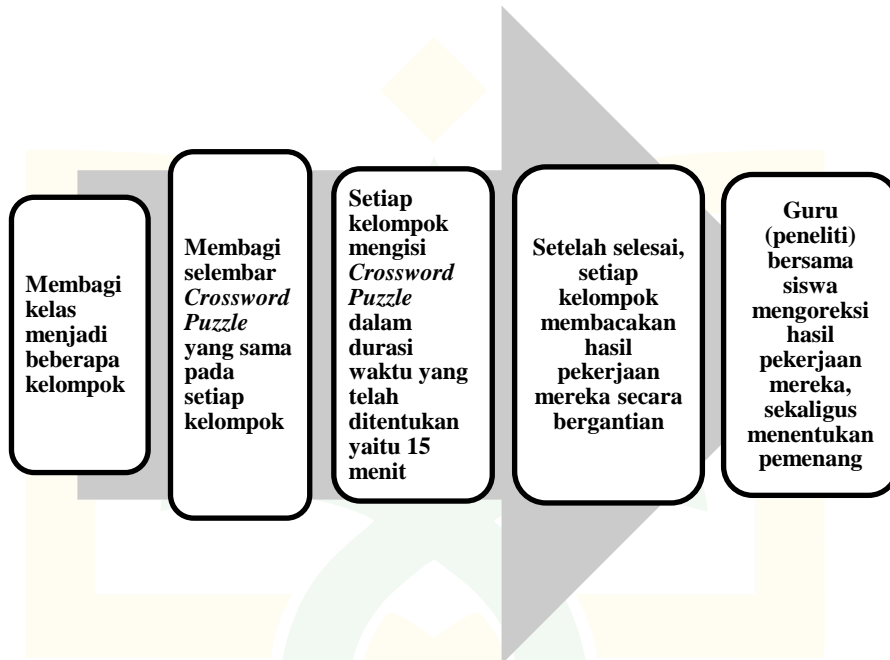 Membagi
kelas
menjadi
beberapa
kelompok
Membagi
selembar
Crossword
Puzzle
yang sama
pada
setiap
kelompok
Setiap
kelompok
mengisi
Crossword
Puzzle
dalam
durasi
waktu yang
telah
ditentukan
yaitu 15
menit
Setelah selesai,
setiap
kelompok
membacakan
hasil
pekerjaan
mereka secara
bergantian
Guru
(peneliti)
bersama
siswa
mengoreksi
hasil
pekerjaan
mereka,
sekaligus
menentukan
pemenang